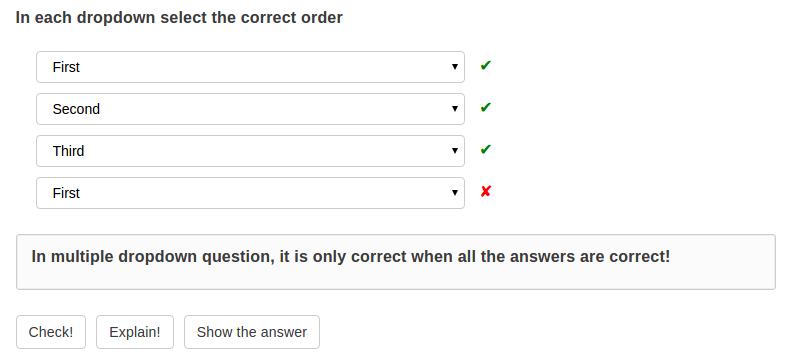 In each dropdown select the correct order
First
Second
Third
First
In multiple dropdown question, it is only correct when all the answers are correct!
Check! Explain! Show the answer